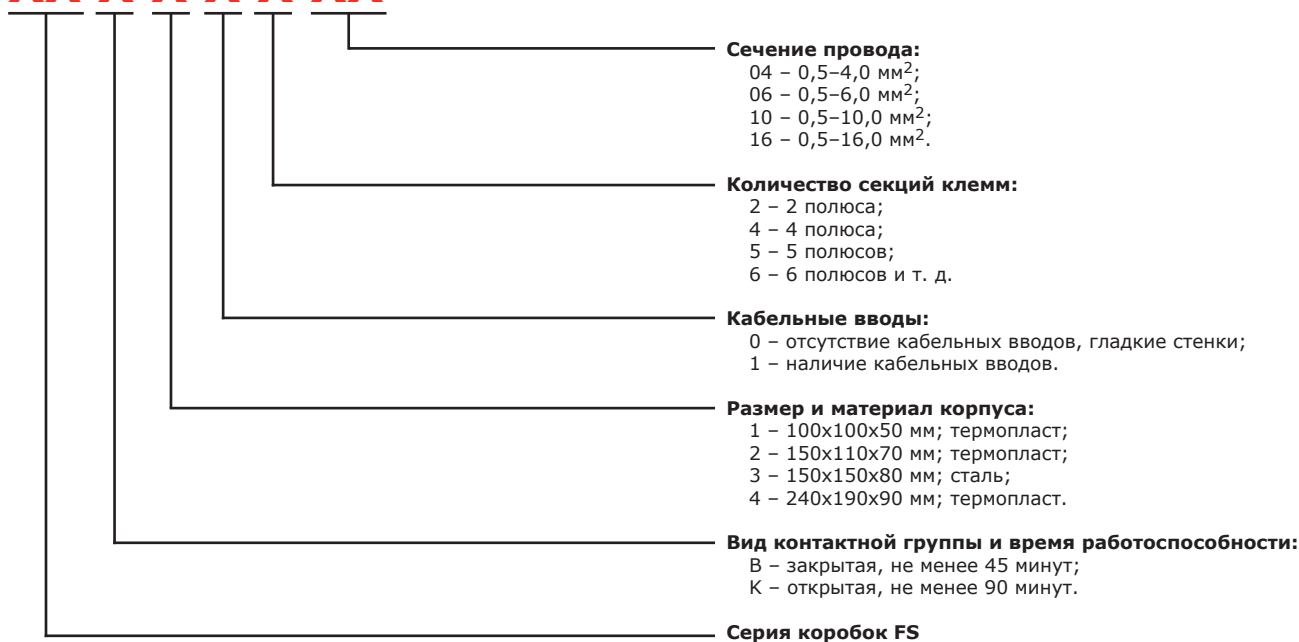 Сечение провода:
04 – 0,5–4,0 мм²;
06 – 0,5–6,0 мм²;
10 – 0,5–10,0 мм²;
16 – 0,5–16,0 мм².
Количество секций клемм:
2 – 2 полюса;
4 – 4 полюса;
5 – 5 полюсов;
6 – 6 полюсов и т. д.
Кабельные вводы:
0 – отсутствие кабельных вводов, гладкие стенки;
1 – наличие кабельных вводов.
Размер и материал корпуса:
1 – 100х100х50 мм; термопласт;
2 – 150х110х70 мм; термопласт;
3 – 150х150х80 мм; сталь;
4 – 240х190х90 мм; термопласт.
Вид контактной группы и время работоспособности:
В – закрытая, не менее 45 минут;
К – открытая, не менее 90 минут.
Серия коробок FS